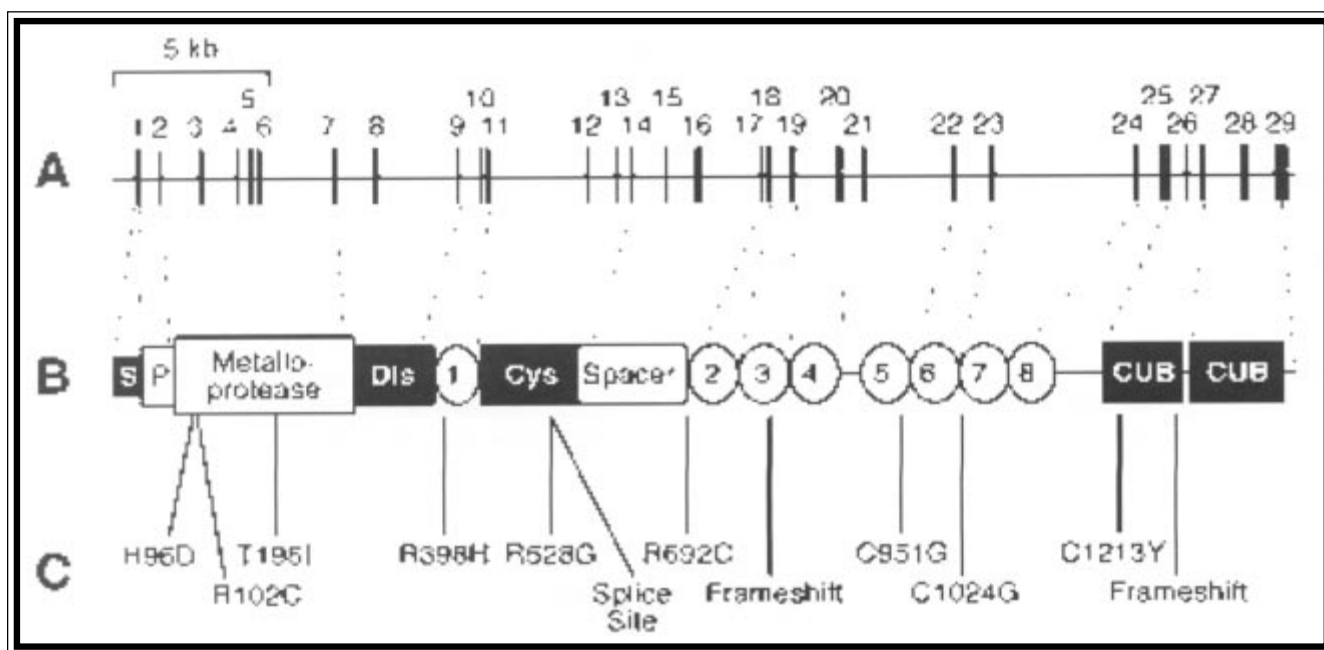 5 kb
10 13 18 20 25 27
5 15
1 2 3 4 6 7 8 9 11 12 14 16 17 19 21 22 23 24 26 28 29
A
B S P Metallo- Dis 1 Cys Spacer 2 3 4 5 6 7 8 CUB CUB
protease
H96D T196I R398H R528G R692C C951G C1213Y
C
R102C Splice Frameshift C1024G Frameshift
Site